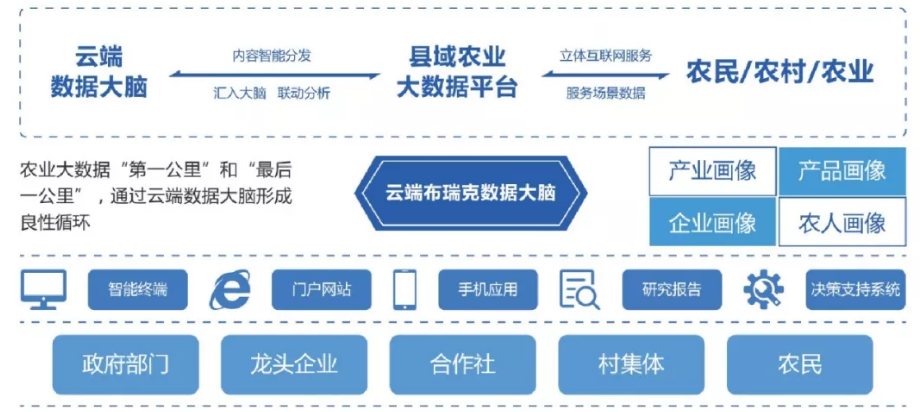 云端
数据大脑
内容智能分发
汇入大脑 联动分析
县域农业
大数据平台
立体互联网服务
服务场景数据
农民/农村/农业
农业大数据“第一公里”和“最后
一公里”，通过云端数据大脑形成
良性循环
云端布瑞克数据大脑
产业画像
产品画像
企业画像
农人画像
智能终端
门户网站
手机应用
研究报告
决策支持系统
政府部门
龙头企业
合作社
村集体
农民